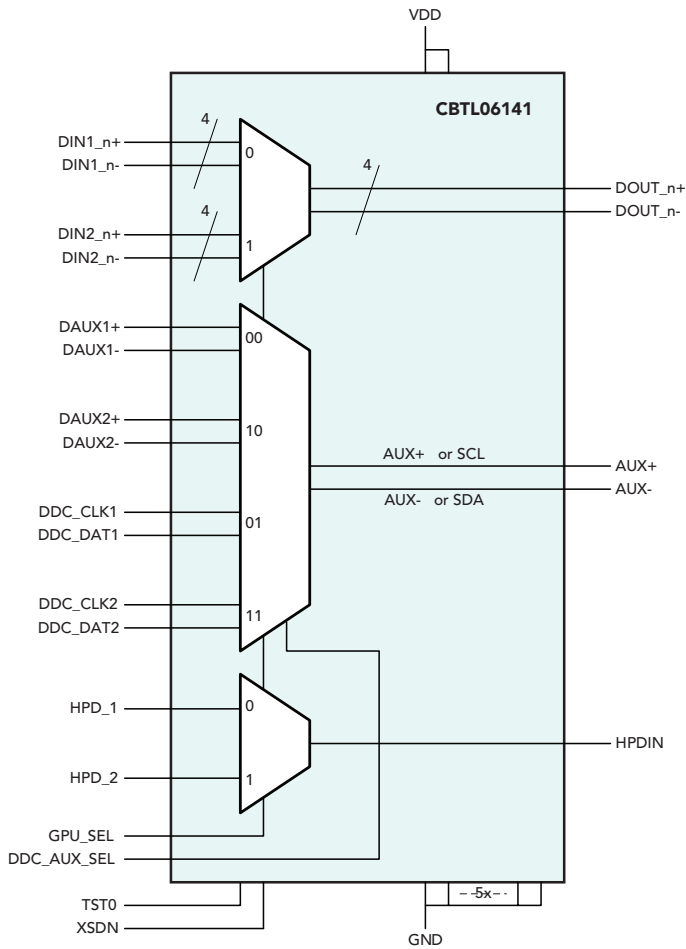 VDD
CBTL06141
4
DIN1_n+
DIN1_n-
0
4
DOUT_n+
DOUT_n-
4
DIN2_n+
DIN2_n-
1
DAUX1+
DAUX1-
00
DAUX2+
DAUX2-
10
AUX+ or SCL
AUX+
AUX- or SDA
AUX-
DDC_CLK1
DDC_DAT1
01
DDC_CLK2
DDC_DAT2
11
HPD_1
0
HPDIN
HPD_2
1
GPU_SEL
DDC_AUX_SEL
TST0
XSDN
5x
GND